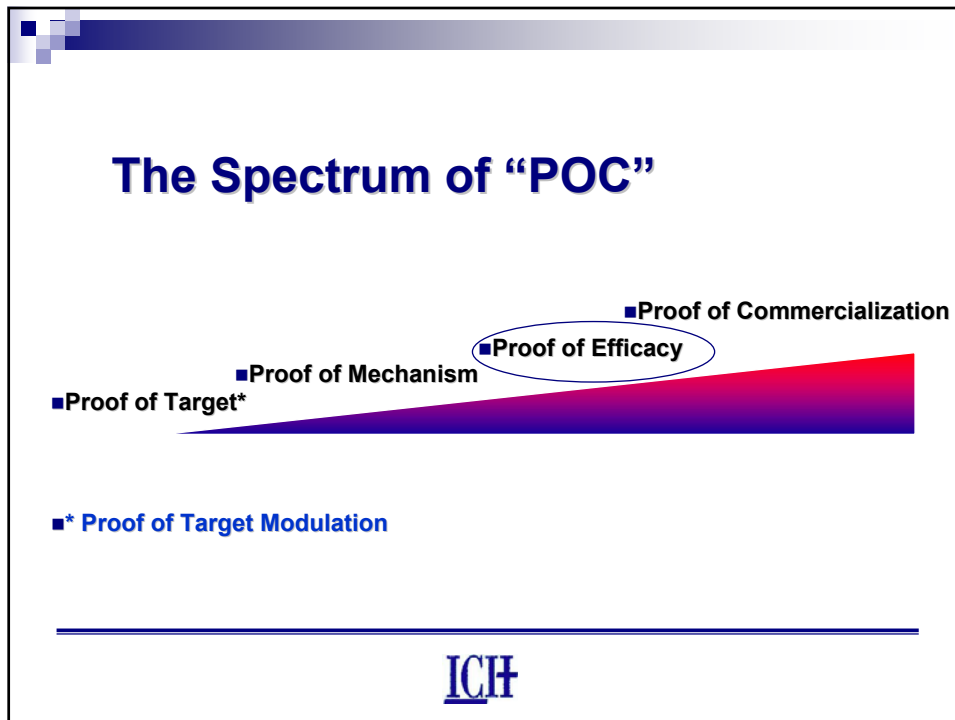 The Spectrum of “POC”
Proof of Commercialization
Proof of Efficacy
Proof of Mechanism
Proof of Target*
* Proof of Target Modulation
ICH